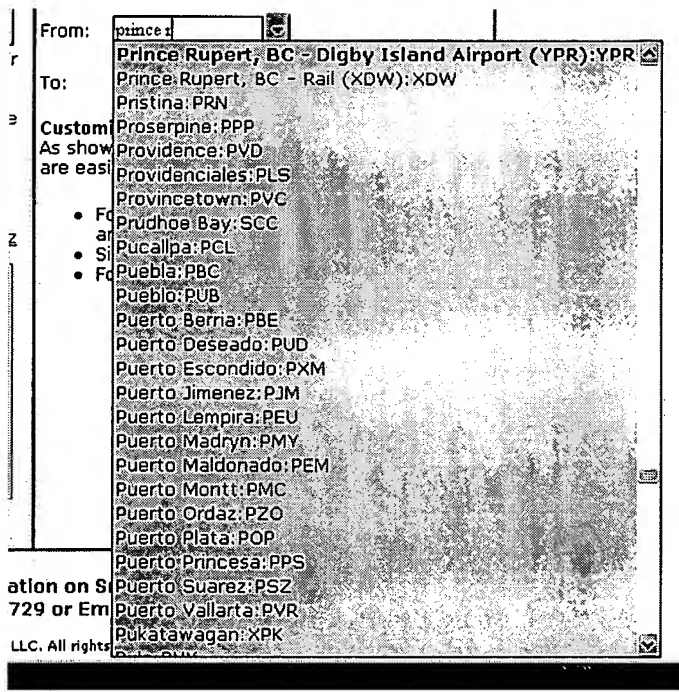 r
From: prince r
Prince Rupert, BC - Digby Island Airport (YPR):YPR
To: Prince Rupert, BC - Rail (XDW):XDW
Pristina:PRN
Customi Proserpine:PPP
As show Providence:PVD
are easi Providenciales:PLS
Provincetown:PVC
• Fo Prudhoe Bay:SCC
ar
z • Si Pucallpa:PCL
• Fo Puebla:PBC
Pueblo:PUB
Puerto Berria:PBE
Puerto Deseado:PUD
Puerto Escondido:PXM
Puerto Jimenez:PJM
Puerto Lempira:PEU
Puerto Madryn:PMY
Puerto Maldonado:PEM
Puerto Montt:PMC
Puerto Ordaz:PZO
Puerto Plata:POP
Puerto Princesa:PPS
ation on S Puerto Suarez:PSZ
729 or Em Puerto Vallarta:PVR
Pukatawagan:XPK
LLC. All rights